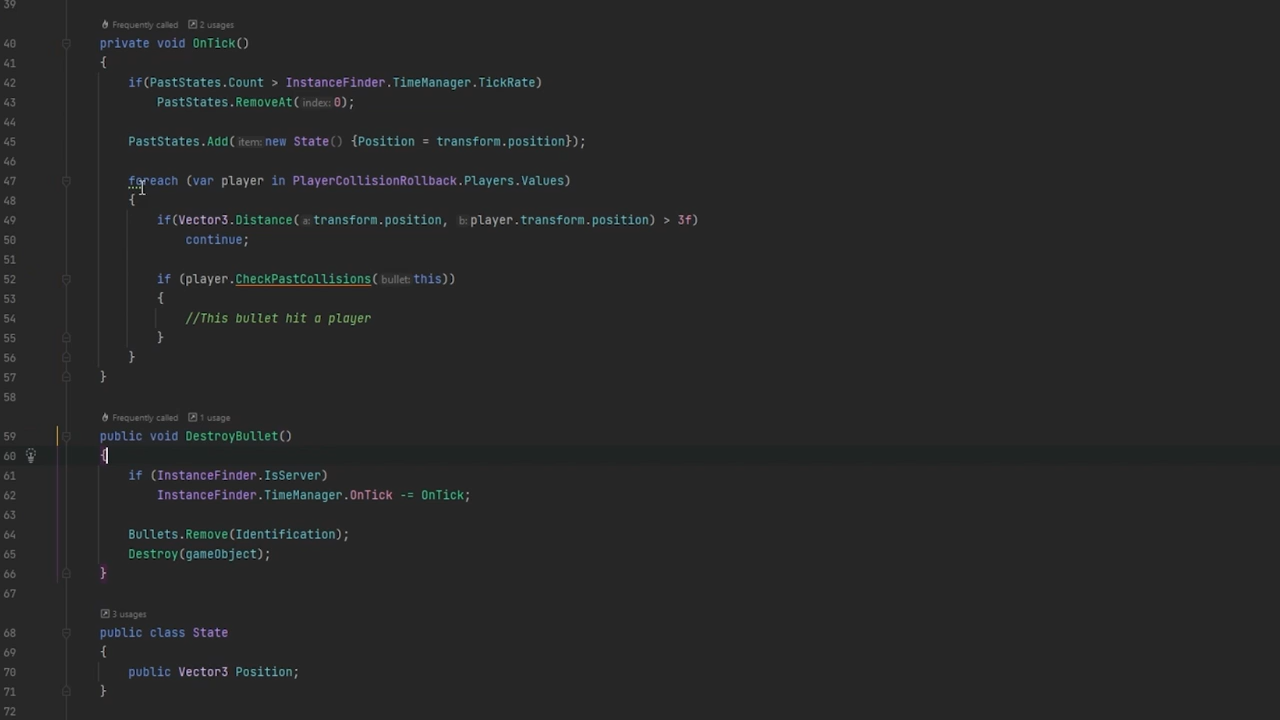 39
Frequently called 2 usages
40 private void OnTick()
41 {
42 if(PastStates.Count > InstanceFinder.TimeManager.TickRate)
43 PastStates.RemoveAt( index: 0);
44
45 PastStates.Add( item: new State() {Position = transform.position});
46
47 foreach (var player in PlayerCollisionRollback.Players.Values)
48 {
49 if(Vector3.Distance( a: transform.position, b: player.transform.position) > 3f)
50 continue;
51
52 if (player.CheckPastCollisions( bullet: this))
53 {
54 //This bullet hit a player
55 }
56 }
57 }
58
Frequently called 1 usage
59 public void DestroyBullet()
60 {
61 if (InstanceFinder.IsServer)
62 InstanceFinder.TimeManager.OnTick -= OnTick;
63
64 Bullets.Remove(Identification);
65 Destroy(gameObject);
66 }
67
3 usages
68 public class State
69 {
70 public Vector3 Position;
71 }
72